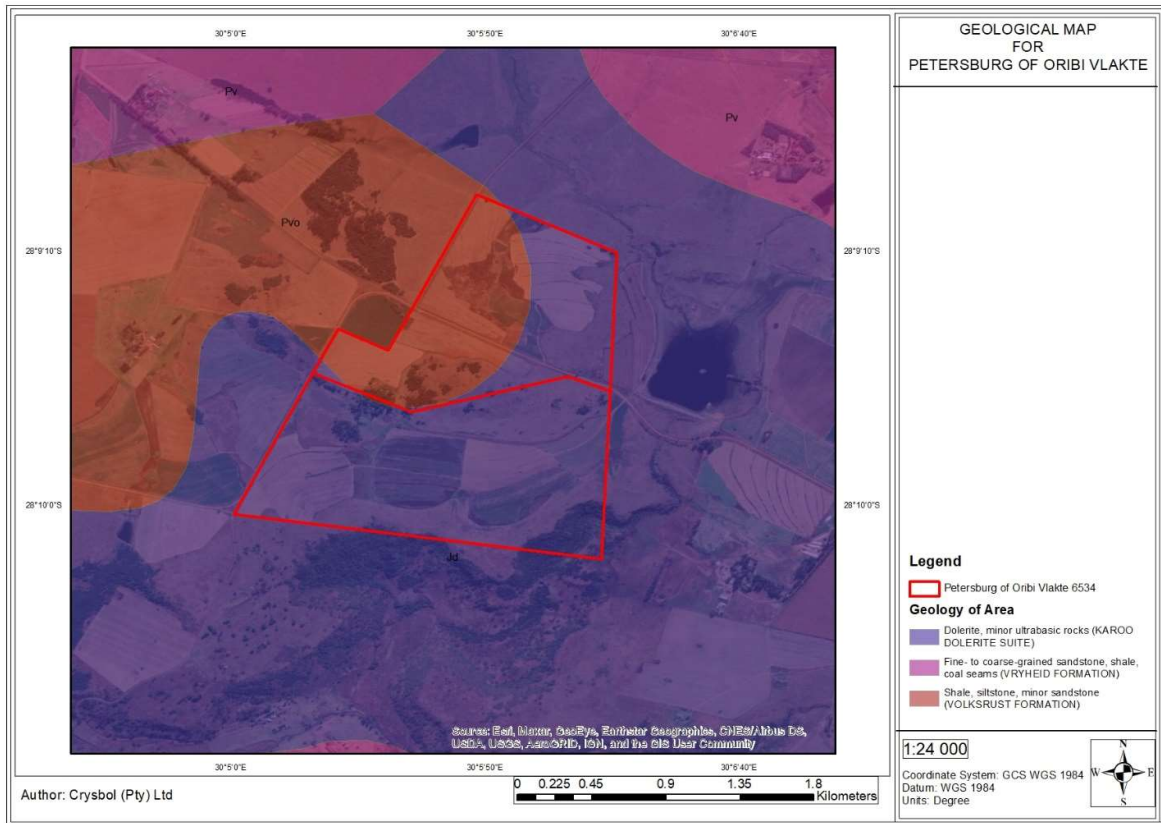 GEOLOGICAL MAP
FOR
PETERSBURG OF ORIBI VLAKTE
30°5'0"E
30°5'50"E
30°6'40"E
Pv
Pv
Pvo
28°9'10"S
28°9'10"S
28°10'0"S
28°10'0"S
Jd
Source: Esri, Maxar, GeoEye, Earthstar Geographics, CNES/Airbus DS,
USDA, USGS, AeroGRID, IGN, and the GIS User Community
30°5'0"E
30°5'50"E
30°6'40"E
Author: Crysbol (Pty) Ltd
0 0.225 0.45 0.9 1.35 1.8
Kilometers
Legend
Petersburg of Oribi Vlakte 6534
Geology of Area
Dolerite, minor ultrabasic rocks (KAROO
DOLERITE SUITE)
Fine- to coarse-grained sandstone, shale,
coal seams (VRYHEID FORMATION)
Shale, siltstone, minor sandstone
(VOLKSRUST FORMATION)
1:24 000
Coordinate System: GCS WGS 1984
Datum: WGS 1984
Units: Degree
N
W E
S